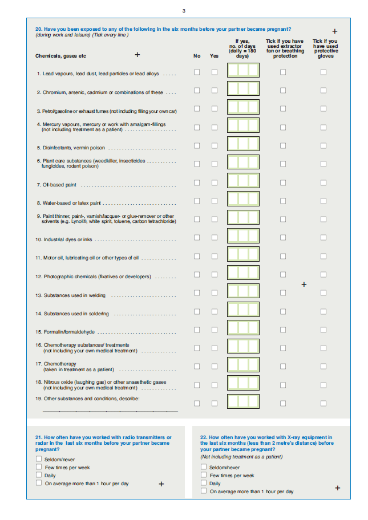 3
20. Have you been exposed to any of the following in the six months before your partner became pregnant?
(during work and leisure) (Tick every line)
Chemicals, gases etc
No
Yes
If yes,
no. of days
(daily = 180
days)
Tick if you have
used extractor
fan or breathing
protection
Tick if you
have used
protective
gloves
1. Lead vapours, lead dust, lead particles or lead alloys
2. Chromium, arsenic, cadmium or combinations of these
3. Petrol/gasoline or exhaust fumes (not including filling your own car)
4. Mercury vapours, mercury or work with amalgam-fillings
(not including treatment as a patient)
5. Disinfectants, vermin poison
6. Plant cure substances (weedkiller, insecticides
fungicides, rodent poison)
7. Oil-based paint
8. Water-based or latex paint
9. Paint thinner, paint-, varnish/lacquer- or glue-remover or other
solvents (e.g. Lynol®, white spirit, toluene, carbon tetrachloride)
10. Industrial dyes or inks
11. Motor oil, lubricating oil or other types of oil
12. Photographic chemicals (fixatives or developers)
13. Substances used in welding
14. Substances used in soldering
15. Formalin/formaldehyde
16. Chemotherapy substances/ treatments
(not including your own medical treatment)
17. Chemotherapy
(taken in treatment as a patient)
18. Nitrous oxide (laughing gas) or other anaesthetic gases
(not including your own medical treatment)
19. Other substances and conditions, describe:
21. How often have you worked with radio transmitters or
radar in the last six months before your partner became
pregnant?
Seldom/never
Few times per week
Daily
On average more than 1 hour per day
22. How often have you worked with X-ray equipment in
the last six months (less than 2 metre's distance) before
your partner became pregnant?
(Not including treatment as a patient)
Seldom/never
Few times per week
Daily
On average more than 1 hour per day